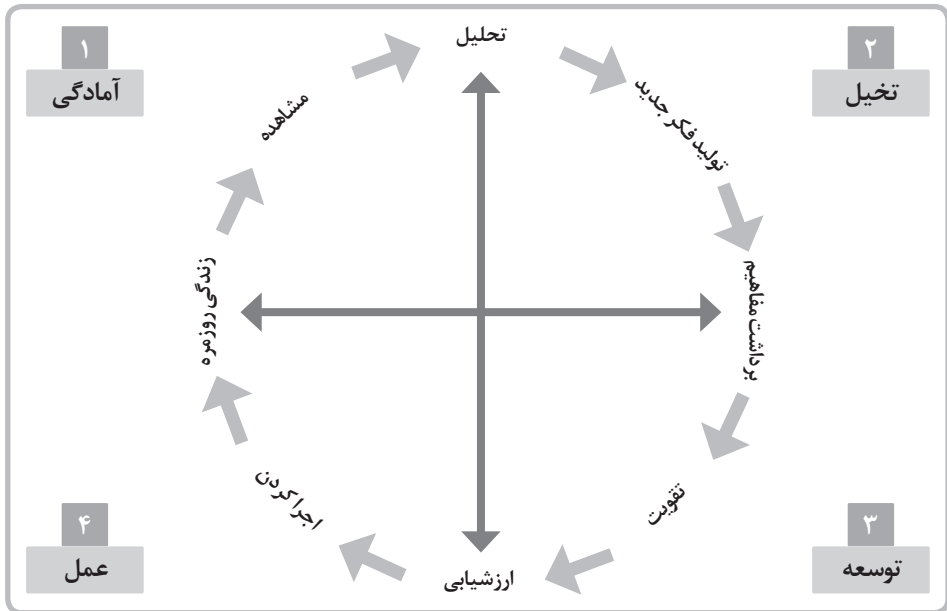 ۱
آمادگی
۲
تخیل
۳
توسعه
۴
عمل
تحلیل
تولید فکر جدید
برداشت مفاهیم
تقویت
ارزشیابی
اجرا کردن
زندگی روزمره
مشاهده